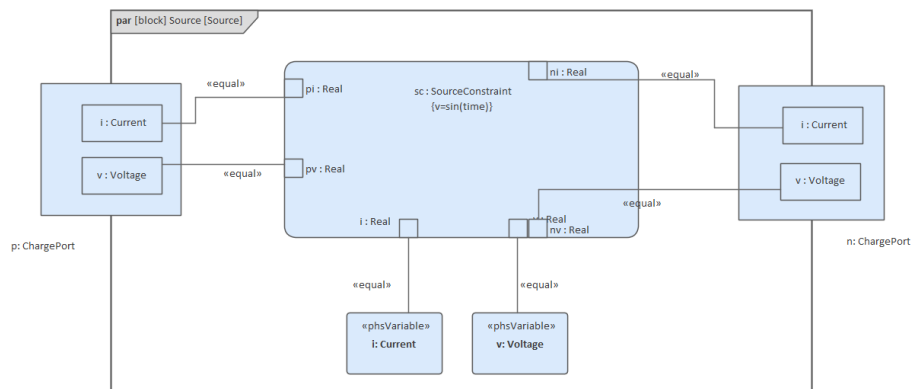 par [block] Source [Source]
«equal»
pi : Real
sc : SourceConstraint
{v=sin(time)}
ni : Real
«equal»
i : Current
i : Current
v : Voltage
«equal»
pv : Real
v : Voltage
i : Real
: Real
nv : Real
«equal»
p: ChargePort
n: ChargePort
«equal»
«equal»
«phsVariable»
i: Current
«phsVariable»
v: Voltage